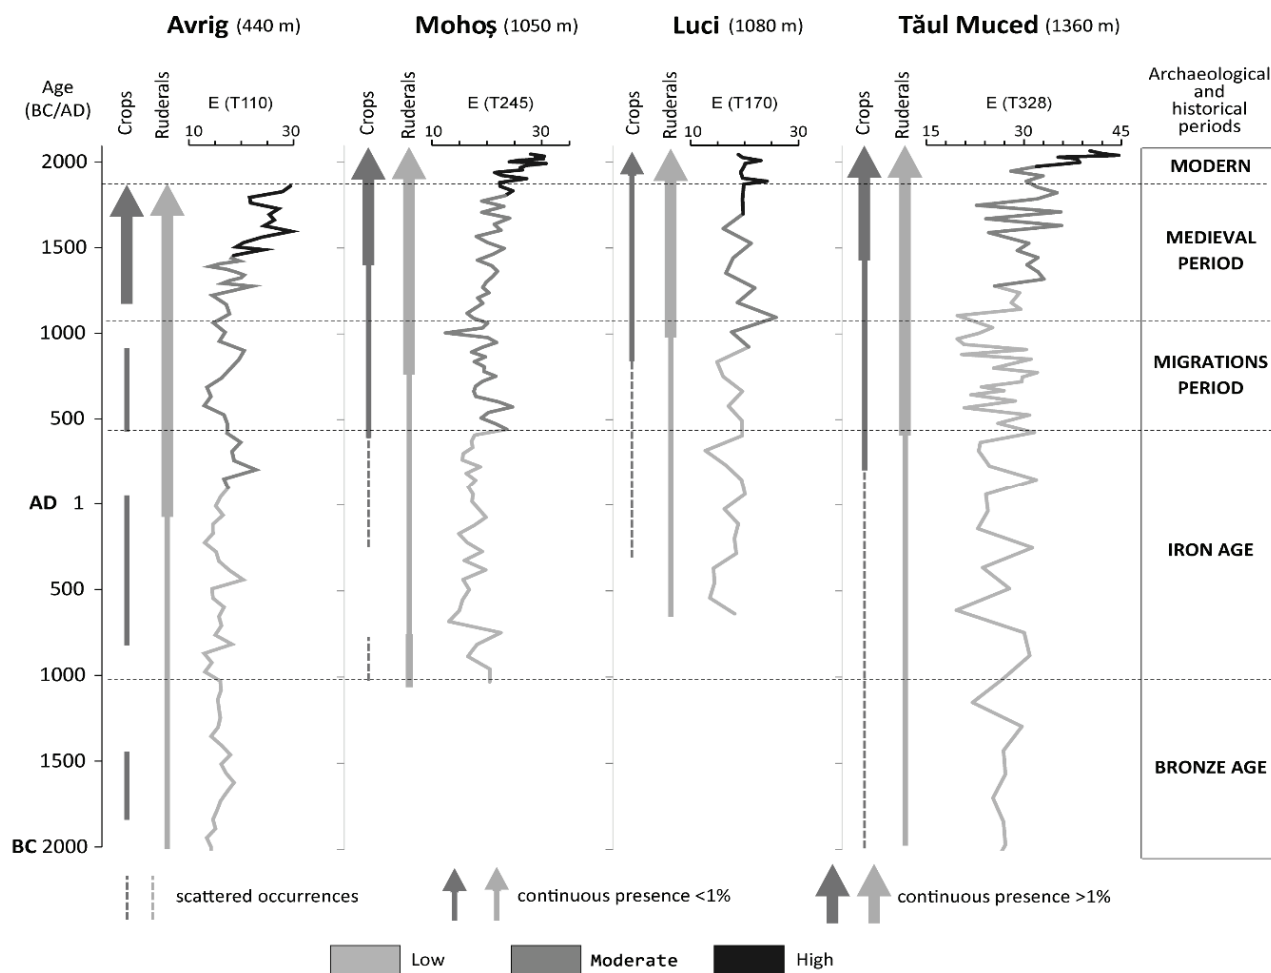 Avrig (440 m) Mohoș (1050 m) Luci (1080 m) Tăul Muced (1360 m)
Age
(BC/AD)
Crops
Ruderals
E (T110)
10 30
Crops
Ruderals
E (T245)
10 30
Crops
Ruderals
E (T170)
10 30
Crops
Ruderals
E (T328)
15 30 45
Archaeological
and
historical
periods
2000
1500
1000
500
AD 1
500
1000
1500
BC 2000
MODERN
MEDIEVAL
PERIOD
MIGRATIONS
PERIOD
IRON AGE
BRONZE AGE
scattered occurrences
continuous presence <1%
continuous presence >1%
Low
Moderate
High